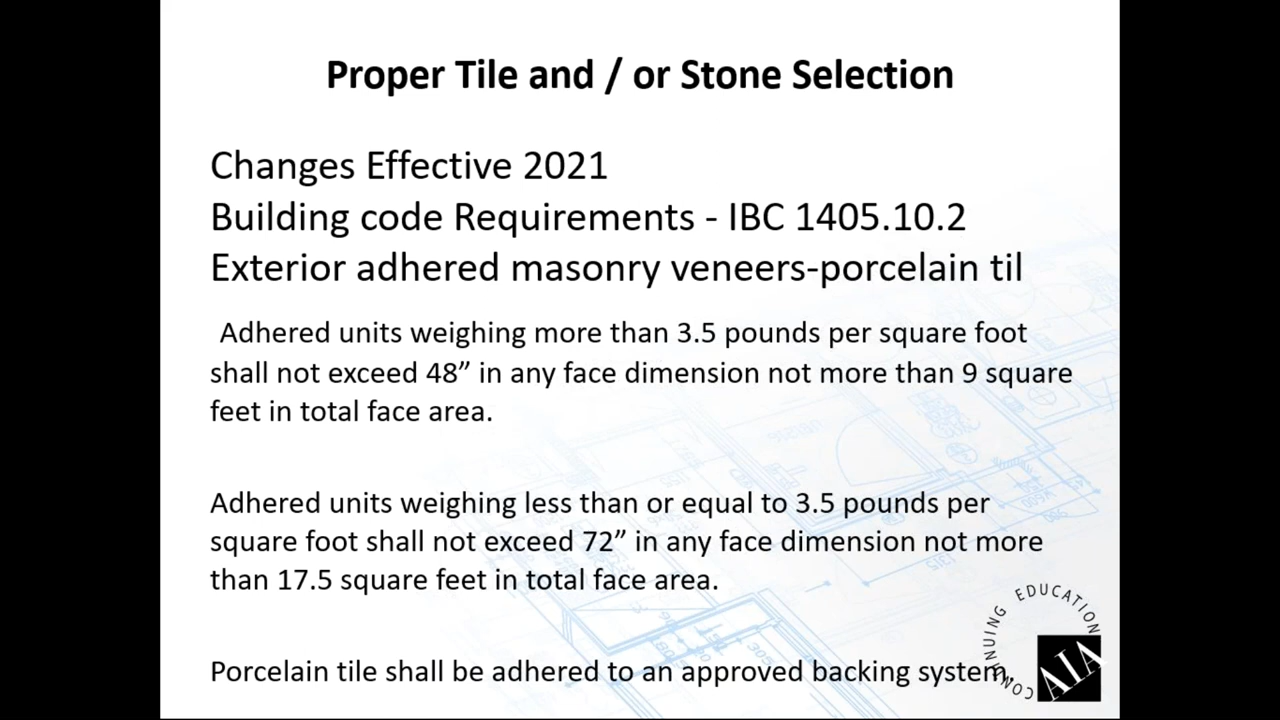 Proper Tile and / or Stone Selection
Changes Effective 2021
Building code Requirements - IBC 1405.10.2
Exterior adhered masonry veneers-porcelain til
Adhered units weighing more than 3.5 pounds per square foot
shall not exceed 48” in any face dimension not more than 9 square
feet in total face area.
Adhered units weighing less than or equal to 3.5 pounds per
square foot shall not exceed 72” in any face dimension not more
than 17.5 square feet in total face area.
Porcelain tile shall be adhered to an approved backing system.
CONTINUING EDUCATION
AIA